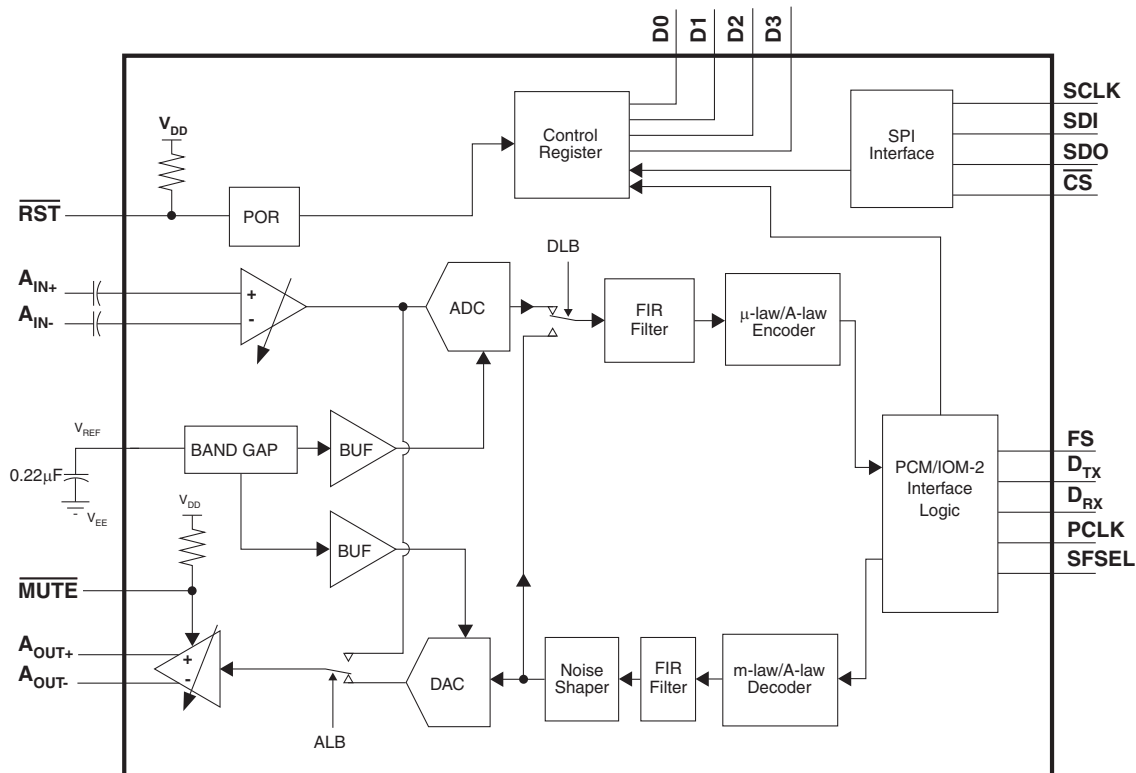 D0
D1
D2
D3
SCLK
SDI
SDO
CS
SPI
Interface
Control
Register
VDD
RST
POR
AIN+
AIN-
+
-
ADC
DLB
FIR
Filter
μ-law/A-law
Encoder
VREF
0.22μF
VEE
BAND GAP
BUF
PCM/IOM-2
Interface
Logic
FS
DTX
DRX
PCLK
SFSEL
VDD
BUF
MUTE
AOUT+
AOUT-
+
-
ALB
DAC
Noise
Shaper
FIR
Filter
m-law/A-law
Decoder